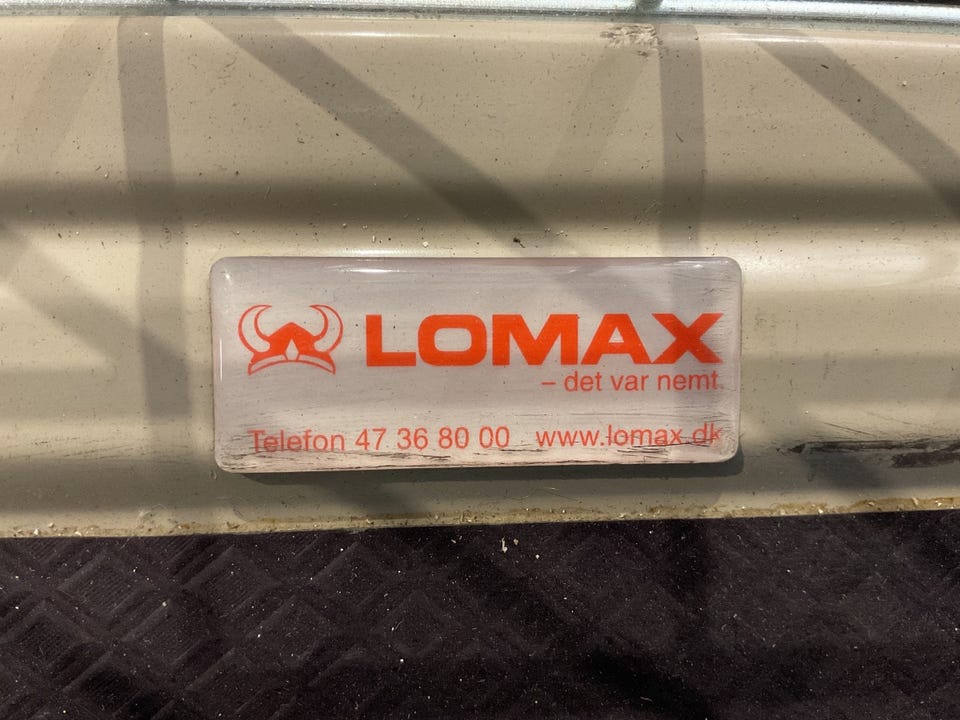 LOMAX
– det var nemt
Telefon 47 36 80 00 www.lomax.dk